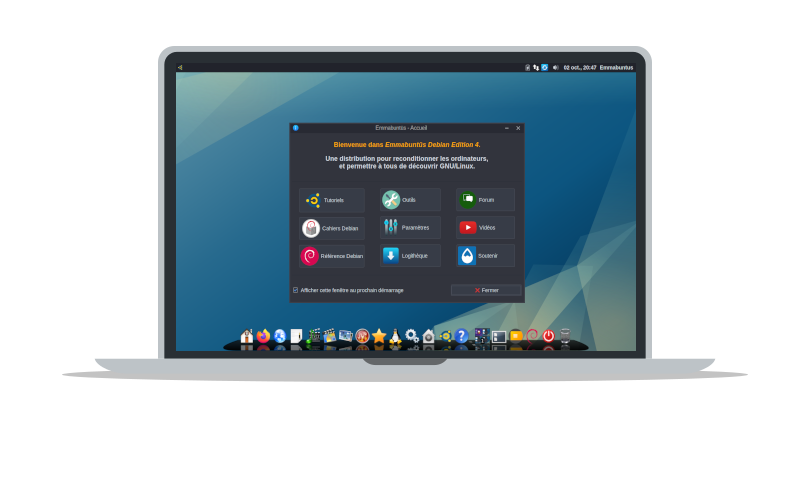 02 oct., 20:47 Emmabuntus
Emmabuntüs - Accueil
Bienvenue dans Emmabuntüs Debian Edition 4.
Une distribution pour reconditionner les ordinateurs,
et permettre à tous de découvrir GNU/Linux.
Tutoriels
Outils
Forum
Cahiers Debian
Paramètres
Vidéos
Référence Debian
Logithèque
Soutenir
Afficher cette fenêtre au prochain démarrage
Fermer